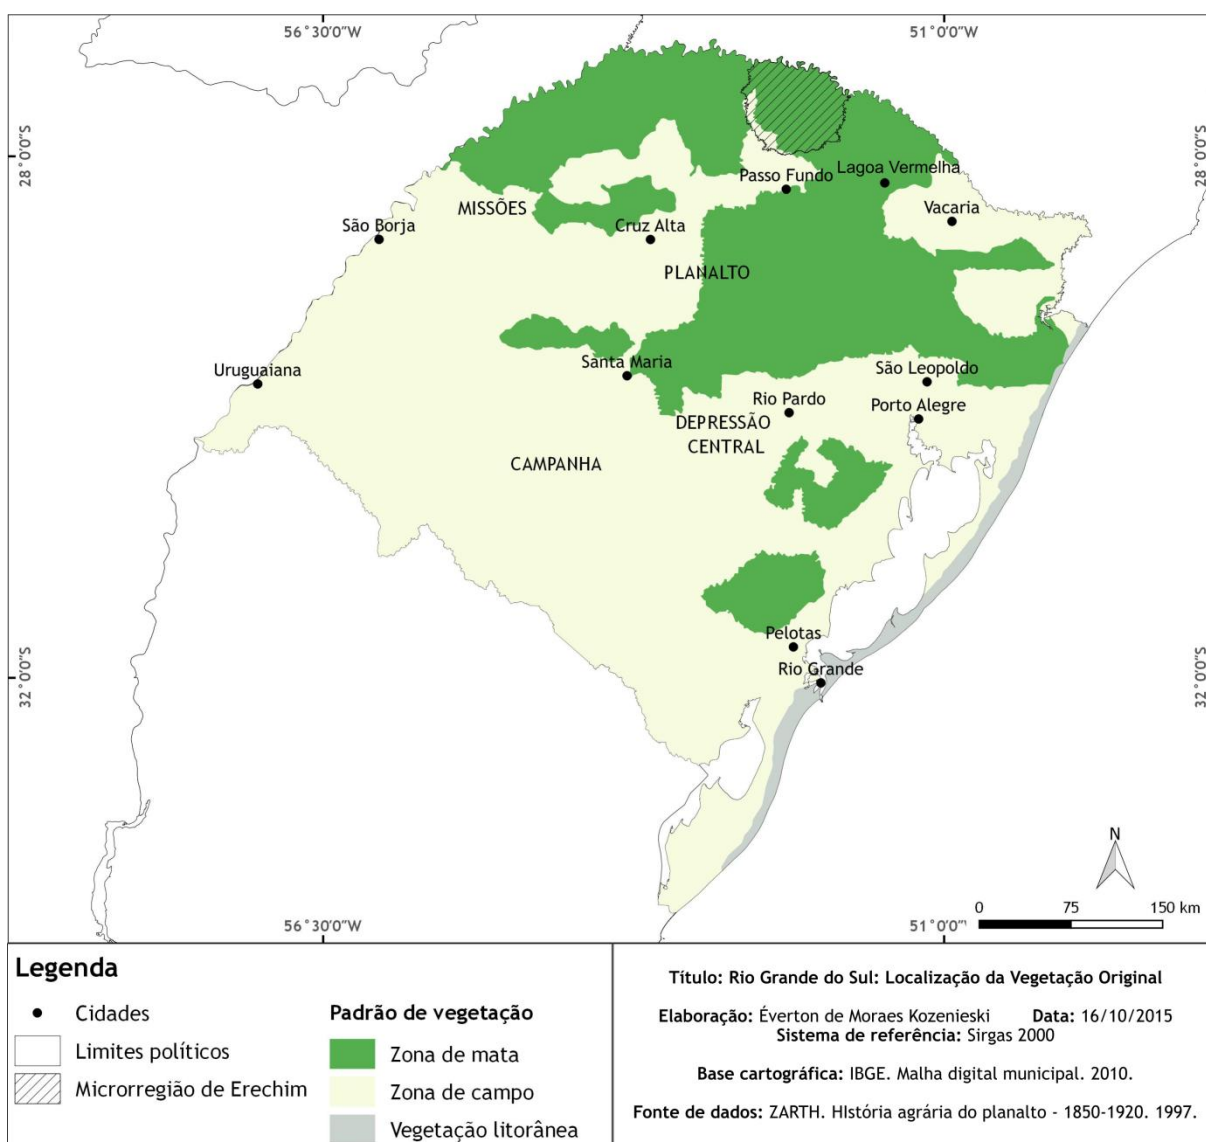 56°30'0"W
51°0'0"W
28°0'0"S
28°0'0"S
Passo Fundo
Lagoa Vermelha
MISSÕES
Vacaria
São Borja
Cruz Alta
PLANALTO
Uruguaiana
Santa Maria
São Leopoldo
Rio Pardo
Porto Alegre
DEPRESSÃO
CENTRAL
CAMPANHA
Pelotas
Rio Grande
32°0'0"S
32°0'0"S
N
0 75 150 km
56°30'0"W
51°0'0"
Legenda
Cidades
Limites políticos
Microrregião de Erechim
Padrão de vegetação
Zona de mata
Zona de campo
Vegetação litorânea
Título: Rio Grande do Sul: Localização da Vegetação Original
Elaboração: Éverton de Moraes Kozenieski Data: 16/10/2015
Sistema de referência: Sirgas 2000
Base cartográfica: IBGE. Malha digital municipal. 2010.
Fonte de dados: ZARTH. HIstória agrária do planalto - 1850-1920. 1997.